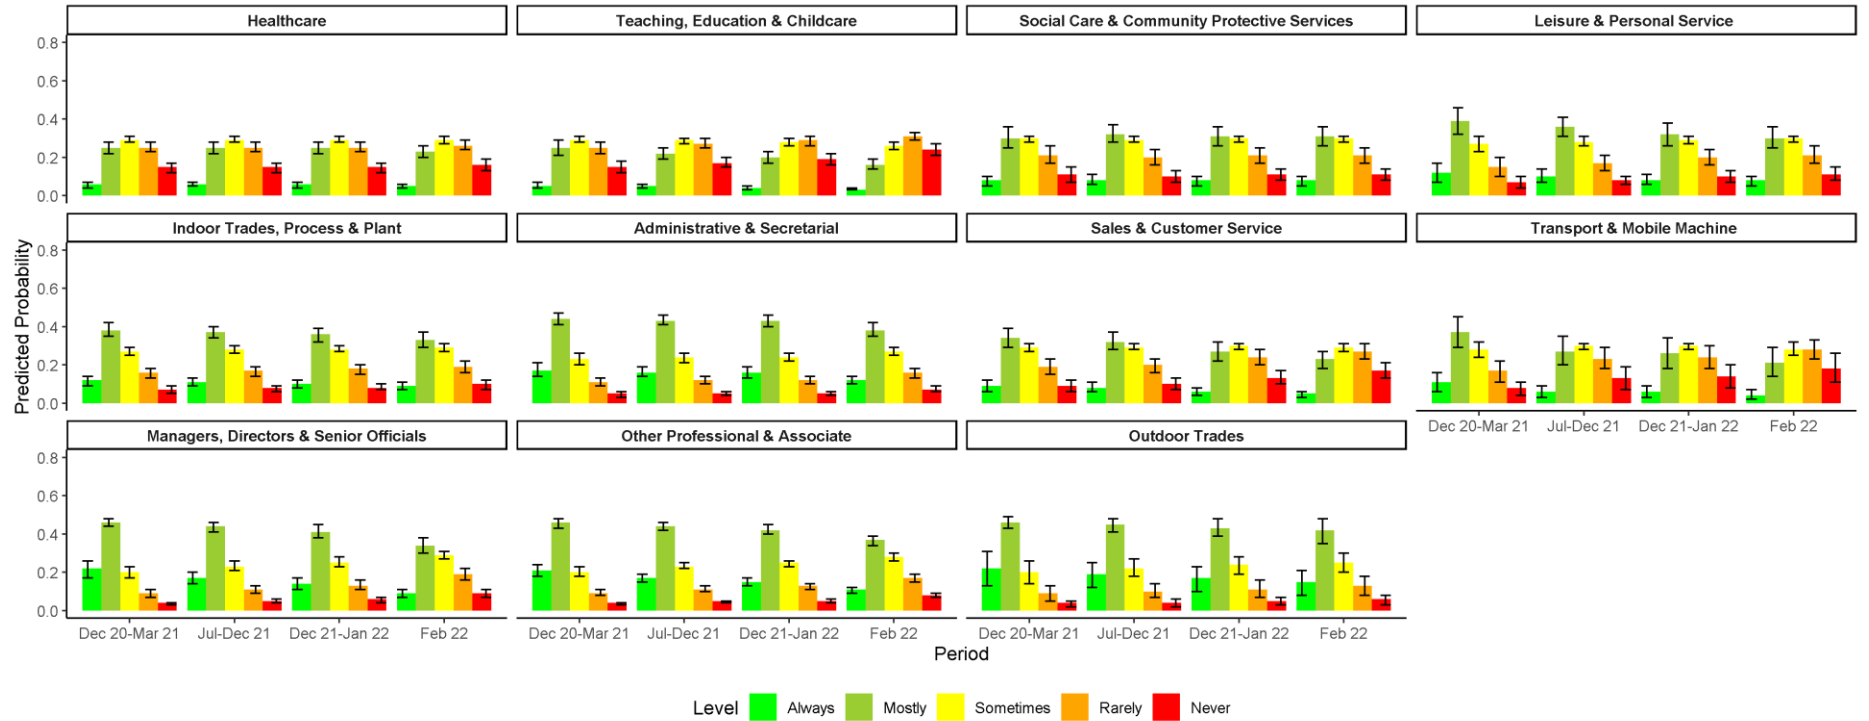 Healthcare
Teaching, Education & Childcare
Social Care & Community Protective Services
Leisure & Personal Service
0.8
0.6
0.4
0.2
0.0
Indoor Trades, Process & Plant
Administrative & Secretarial
Sales & Customer Service
Transport & Mobile Machine
0.8
0.6
0.4
0.2
0.0
Predicted Probability
Dec 20-Mar 21 Jul-Dec 21 Dec 21-Jan 22 Feb 22
Managers, Directors & Senior Officials
Other Professional & Associate
Outdoor Trades
0.8
0.6
0.4
0.2
0.0
Dec 20-Mar 21 Jul-Dec 21 Dec 21-Jan 22 Feb 22
Dec 20-Mar 21 Jul-Dec 21 Dec 21-Jan 22 Feb 22
Dec 20-Mar 21 Jul-Dec 21 Dec 21-Jan 22 Feb 22
Period
Level Always Mostly Sometimes Rarely Never